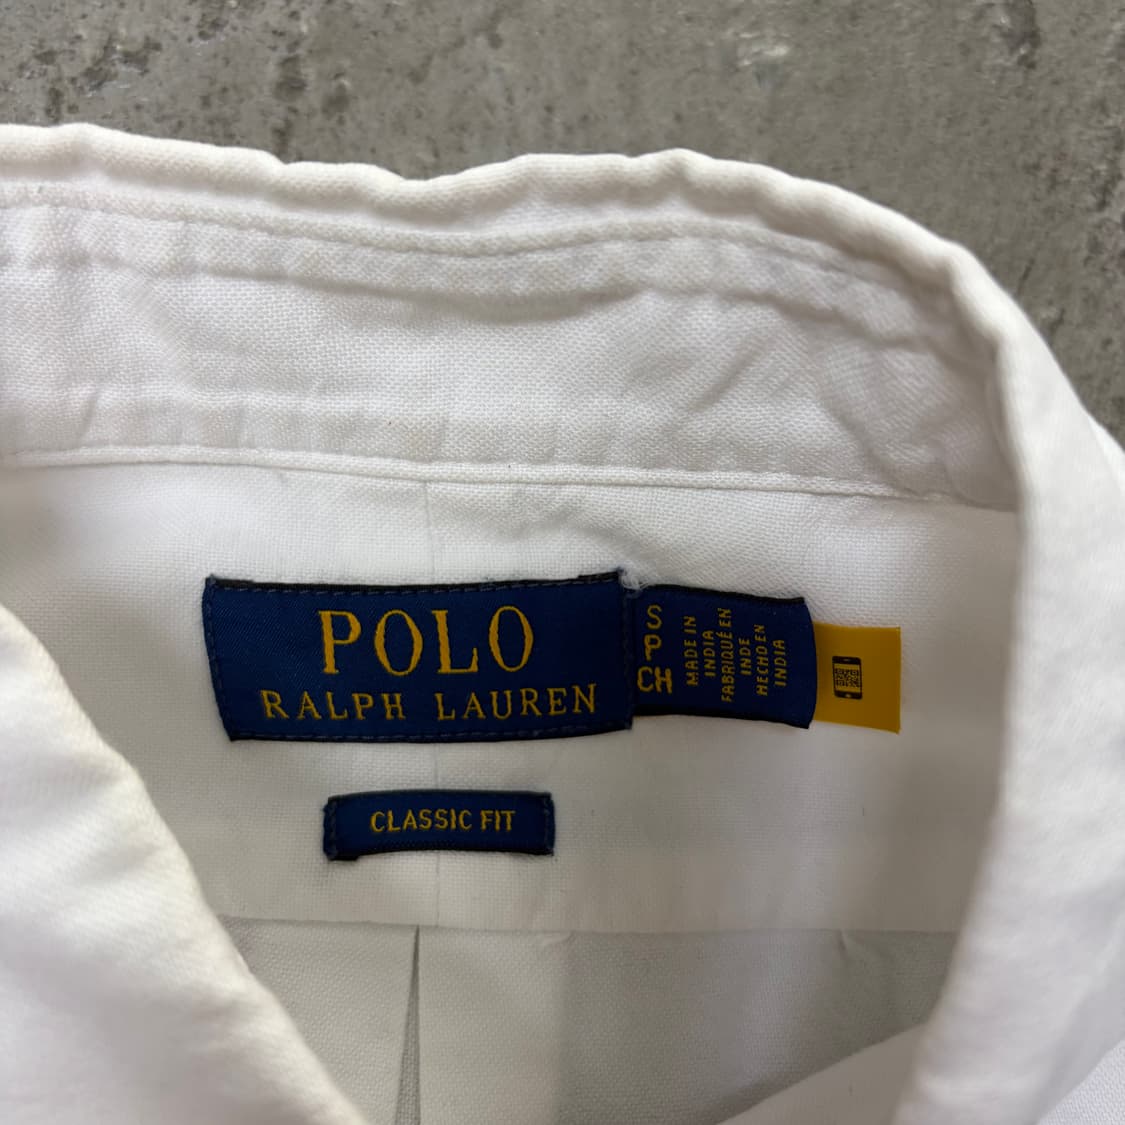 POLO
RALPH LAUREN
S
P
CH
MADE IN
INDIA
FABRIQUÉ EN
INDE
HECHO EN
INDIA
CLASSIC FIT